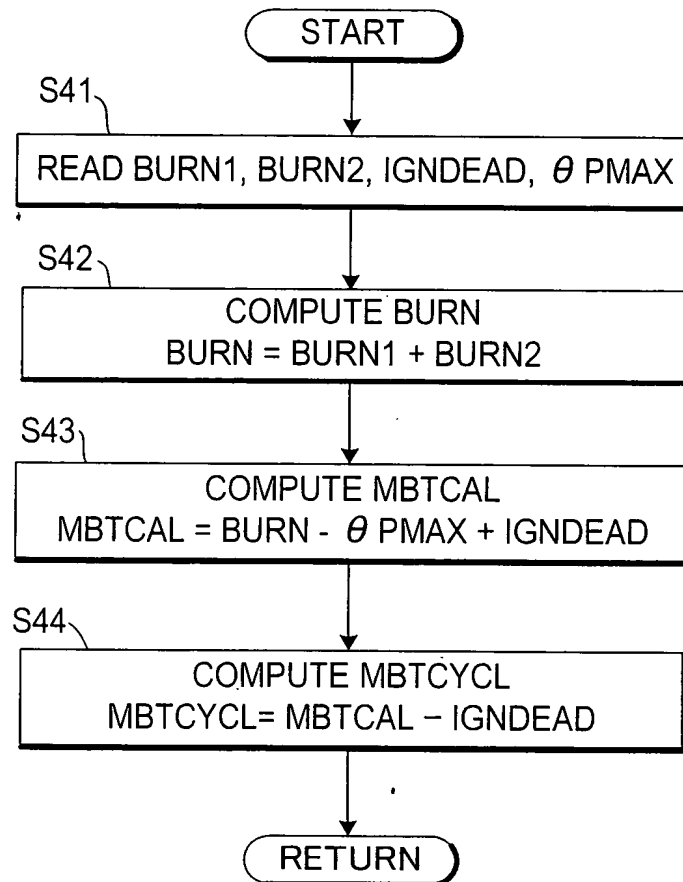 START
S41
READ BURN1, BURN2, IGNDEAD, θ PMAX
S42
COMPUTE BURN
BURN = BURN1 + BURN2
S43
COMPUTE MBTCAL
MBTCAL = BURN - θ PMAX + IGNDEAD
S44
COMPUTE MBTCYCL
MBTCYCL= MBTCAL – IGNDEAD
RETURN